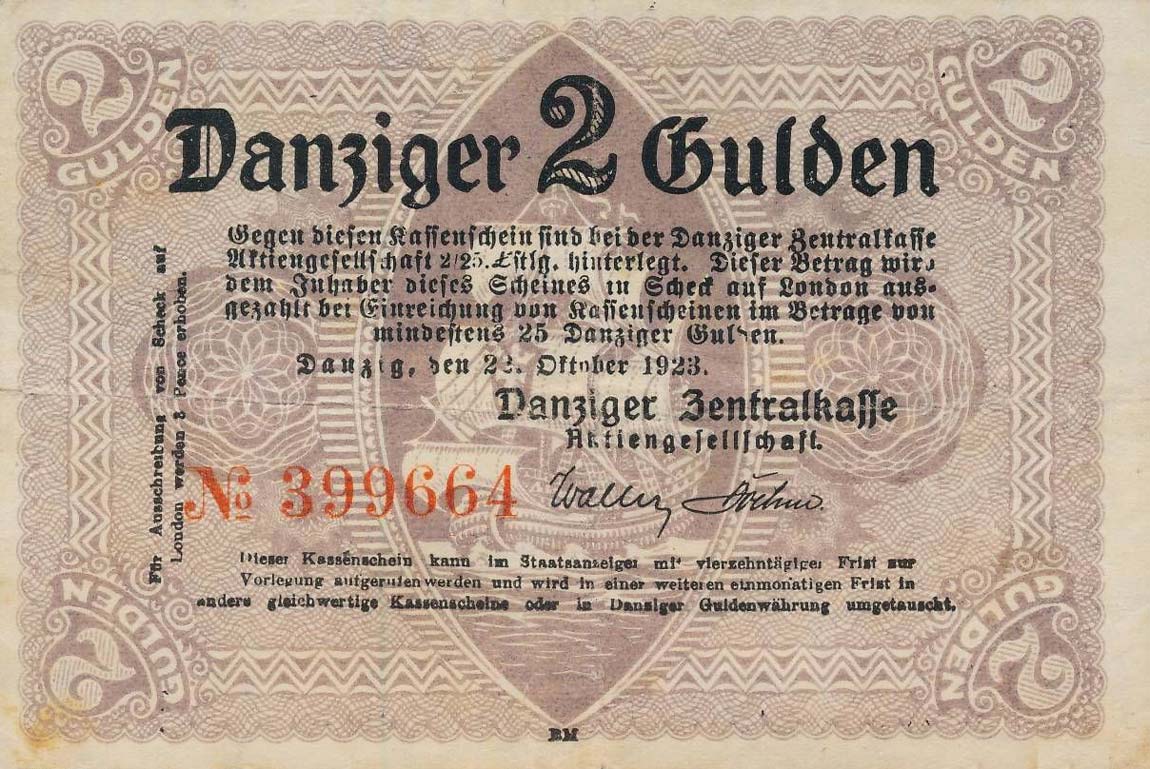 2 GULDEN
2 GULDEN
Danziger 2 Gulden
Gegen diesen Kassenschein sind bei der Danziger Zentralkasse
Aktiengesellschaft 2/25 £stlg. hinterlegt. Dieser Betrag wird
dem Inhaber dieses Scheines in Scheck auf London aus-
gezahlt bei Einreichung von Kassenscheinen im Betrage von
mindestens 25 Danziger Gulden.
Danzig, den Oktober 1923.
Danziger Zentralkasse
Aktiengesellschaft.
Für Ausschreibung von Scheck auf
London werden 3 Pence erhoben.
№ 399664
Dieser Kassenschein kann im Staatsanzeiger mit vierzehntägiger Frist zur
Vorlegung aufgerufen werden und wird in einer weiteren einmonatigen Frist in
andere gleichwertige Kassenscheine oder in Danziger Guldenwährung umgetauscht.
2 GULDEN
2 GULDEN
BM